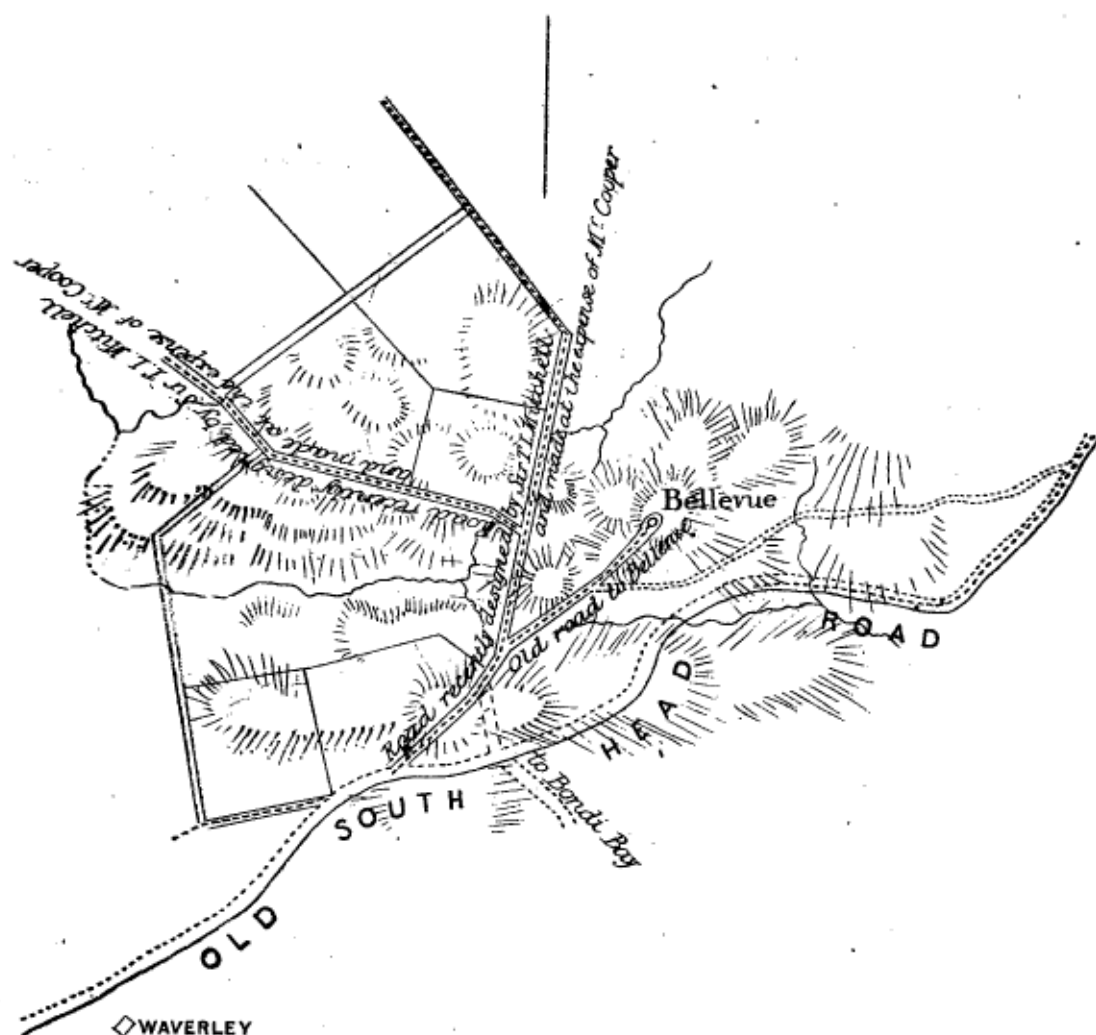 Road recently designed by Sir T. L. Mitchell
and made at the expense of Mr. Cooper
Road recently designed by Sir T. L. Mitchell
and made at the expense of Mr. Cooper
Bellevue
Old road to Bellevue
OLD SOUTH HEAD ROAD
to Bondi Bay
WAVERLEY